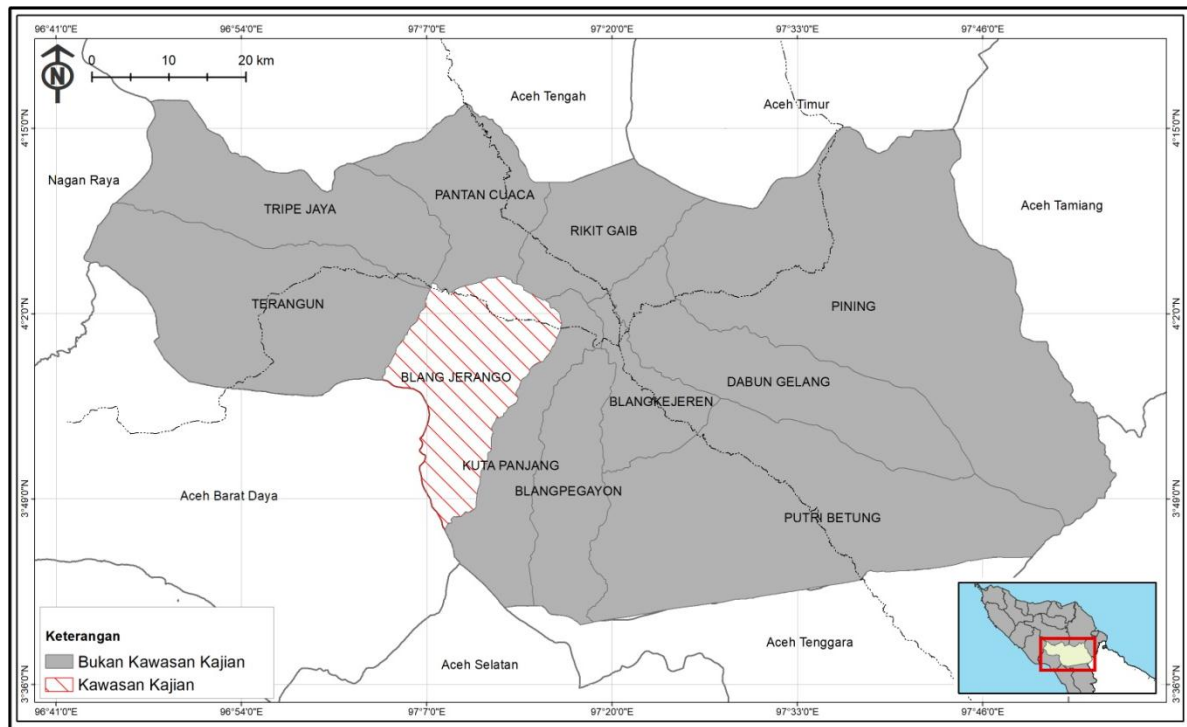 96°41'0"E 96°54'0"E 97°7'0"E 97°20'0"E 97°33'0"E 97°46'0"E
N
0 10 20 km
Aceh Tengah
Aceh Timur
4°15'0"N 4°15'0"N
Nagan Raya
PANTAN CUACA
TRIPE JAYA
Aceh Tamiang
RIKIT GAIB
TERANGUN
PINING
4°2'0"N 4°2'0"N
BLANG JERANGO
DABUN GELANG
BLANGKEJEREN
KUTA PANJANG
Aceh Barat Daya
BLANGPEGAYON
3°49'0"N 3°49'0"N
PUTRI BETUNG
Keterangan
Bukan Kawasan Kajian
Kawasan Kajian
Aceh Selatan
Aceh Tenggara
3°36'0"N 3°36'0"N
96°41'0"E 96°54'0"E 97°7'0"E 97°20'0"E 97°33'0"E 97°46'0"E